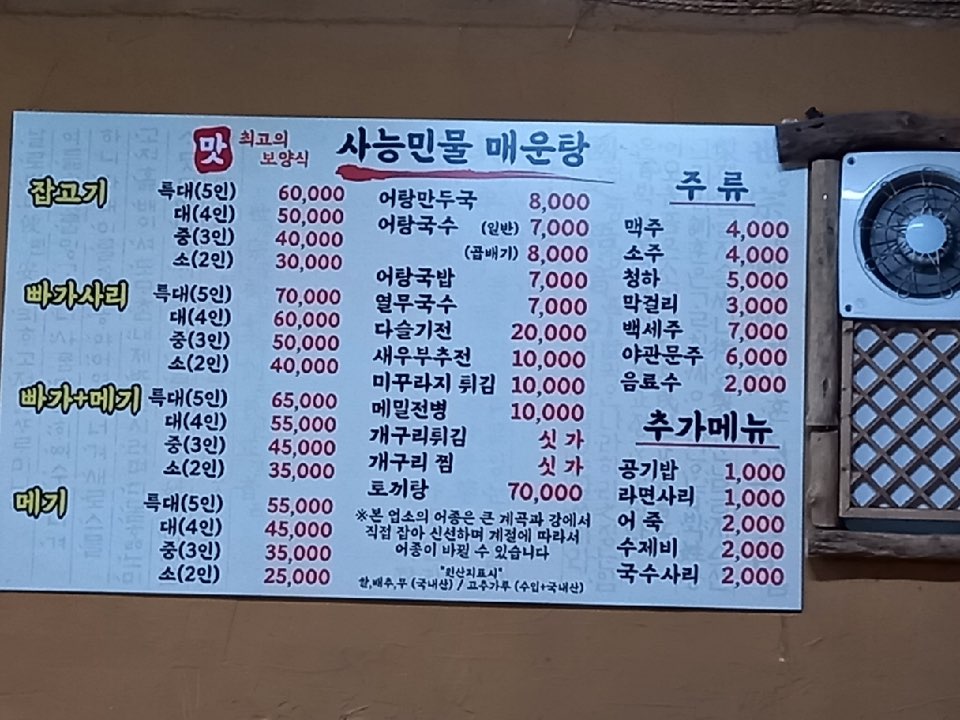 맛 최고의
보양식
사능민물 매운탕
잡고기 특대(5인) 60,000
대(4인) 50,000
중(3인) 40,000
소(2인) 30,000
빠가사리 특대(5인) 70,000
대(4인) 60,000
중(3인) 50,000
소(2인) 40,000
빠가+메기 특대(5인) 65,000
대(4인) 55,000
중(3인) 45,000
소(2인) 35,000
메기 특대(5인) 55,000
대(4인) 45,000
중(3인) 35,000
소(2인) 25,000
어탕만두국 8,000
어탕국수 (일반) 7,000
(곱배기) 8,000
어탕국밥 7,000
열무국수 7,000
다슬기전 20,000
새우부추전 10,000
미꾸라지 튀김 10,000
메밀전병 10,000
개구리튀김 싯가
개구리 찜 싯가
토끼탕 70,000
※본 업소의 어종은 큰 계곡과 강에서
직접 잡아 신선하며 계절에 따라서
어종이 바뀔 수 있습니다
"원산지표시"
쌀,배추,무 (국내산) / 고추가루 (수입+국내산)
주 류
맥주 4,000
소주 4,000
청하 5,000
막걸리 3,000
백세주 7,000
야관문주 6,000
음료수 2,000
추가메뉴
공기밥 1,000
라면사리 1,000
어 죽 2,000
수제비 2,000
국수사리 2,000